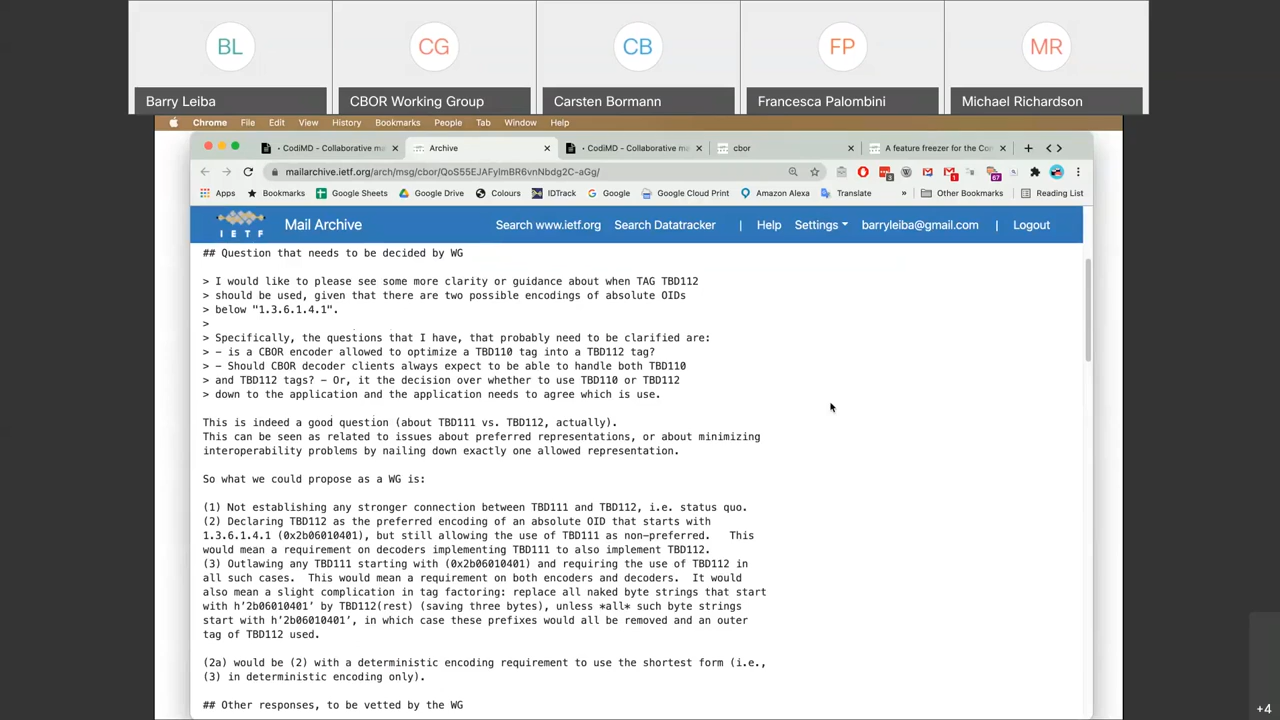 BL
CG
CB
FP
MR
Barry Leiba
CBOR Working Group
Carsten Bormann
Francesca Palombini
Michael Richardson
Chrome File Edit View History Bookmarks People Tab Window Help
· CodiMD - Collaborative ma
Archive
· CodiMD - Collaborative ma
cbor
A feature freezer for the Con
mailarchive.ietf.org/arch/msg/cbor/QoS55EJAFylmBR6vnNbdg2C-aGg/
Apps Bookmarks Google Sheets Google Drive Colours IDTrack Google Google Cloud Print Amazon Alexa Translate » Other Bookmarks Reading List
IETF Mail Archive Search www.ietf.org Search Datatracker | Help Settings barryleiba@gmail.com | Logout
## Question that needs to be decided by WG
> I would like to please see some more clarity or guidance about when TAG TBD112
> should be used, given that there are two possible encodings of absolute OIDs
> below "1.3.6.1.4.1".
>
> Specifically, the questions that I have, that probably need to be clarified are:
> - is a CBOR encoder allowed to optimize a TBD110 tag into a TBD112 tag?
> - Should CBOR decoder clients always expect to be able to handle both TBD110
> and TBD112 tags? - Or, it the decision over whether to use TBD110 or TBD112
> down to the application and the application needs to agree which is use.
This is indeed a good question (about TBD111 vs. TBD112, actually).
This can be seen as related to issues about preferred representations, or about minimizing
interoperability problems by nailing down exactly one allowed representation.
So what we could propose as a WG is:
(1) Not establishing any stronger connection between TBD111 and TBD112, i.e. status quo.
(2) Declaring TBD112 as the preferred encoding of an absolute OID that starts with
1.3.6.1.4.1 (0x2b06010401), but still allowing the use of TBD111 as non-preferred. This
would mean a requirement on decoders implementing TBD111 to also implement TBD112.
(3) Outlawing any TBD111 starting with (0x2b06010401) and requiring the use of TBD112 in
all such cases. This would mean a requirement on both encoders and decoders. It would
also mean a slight complication in tag factoring: replace all naked byte strings that start
with h'2b06010401' by TBD112(rest) (saving three bytes), unless *all* such byte strings
start with h'2b06010401', in which case these prefixes would all be removed and an outer
tag of TBD112 used.
(2a) would be (2) with a deterministic encoding requirement to use the shortest form (i.e.,
(3) in deterministic encoding only).
## Other responses, to be vetted by the WG
+4